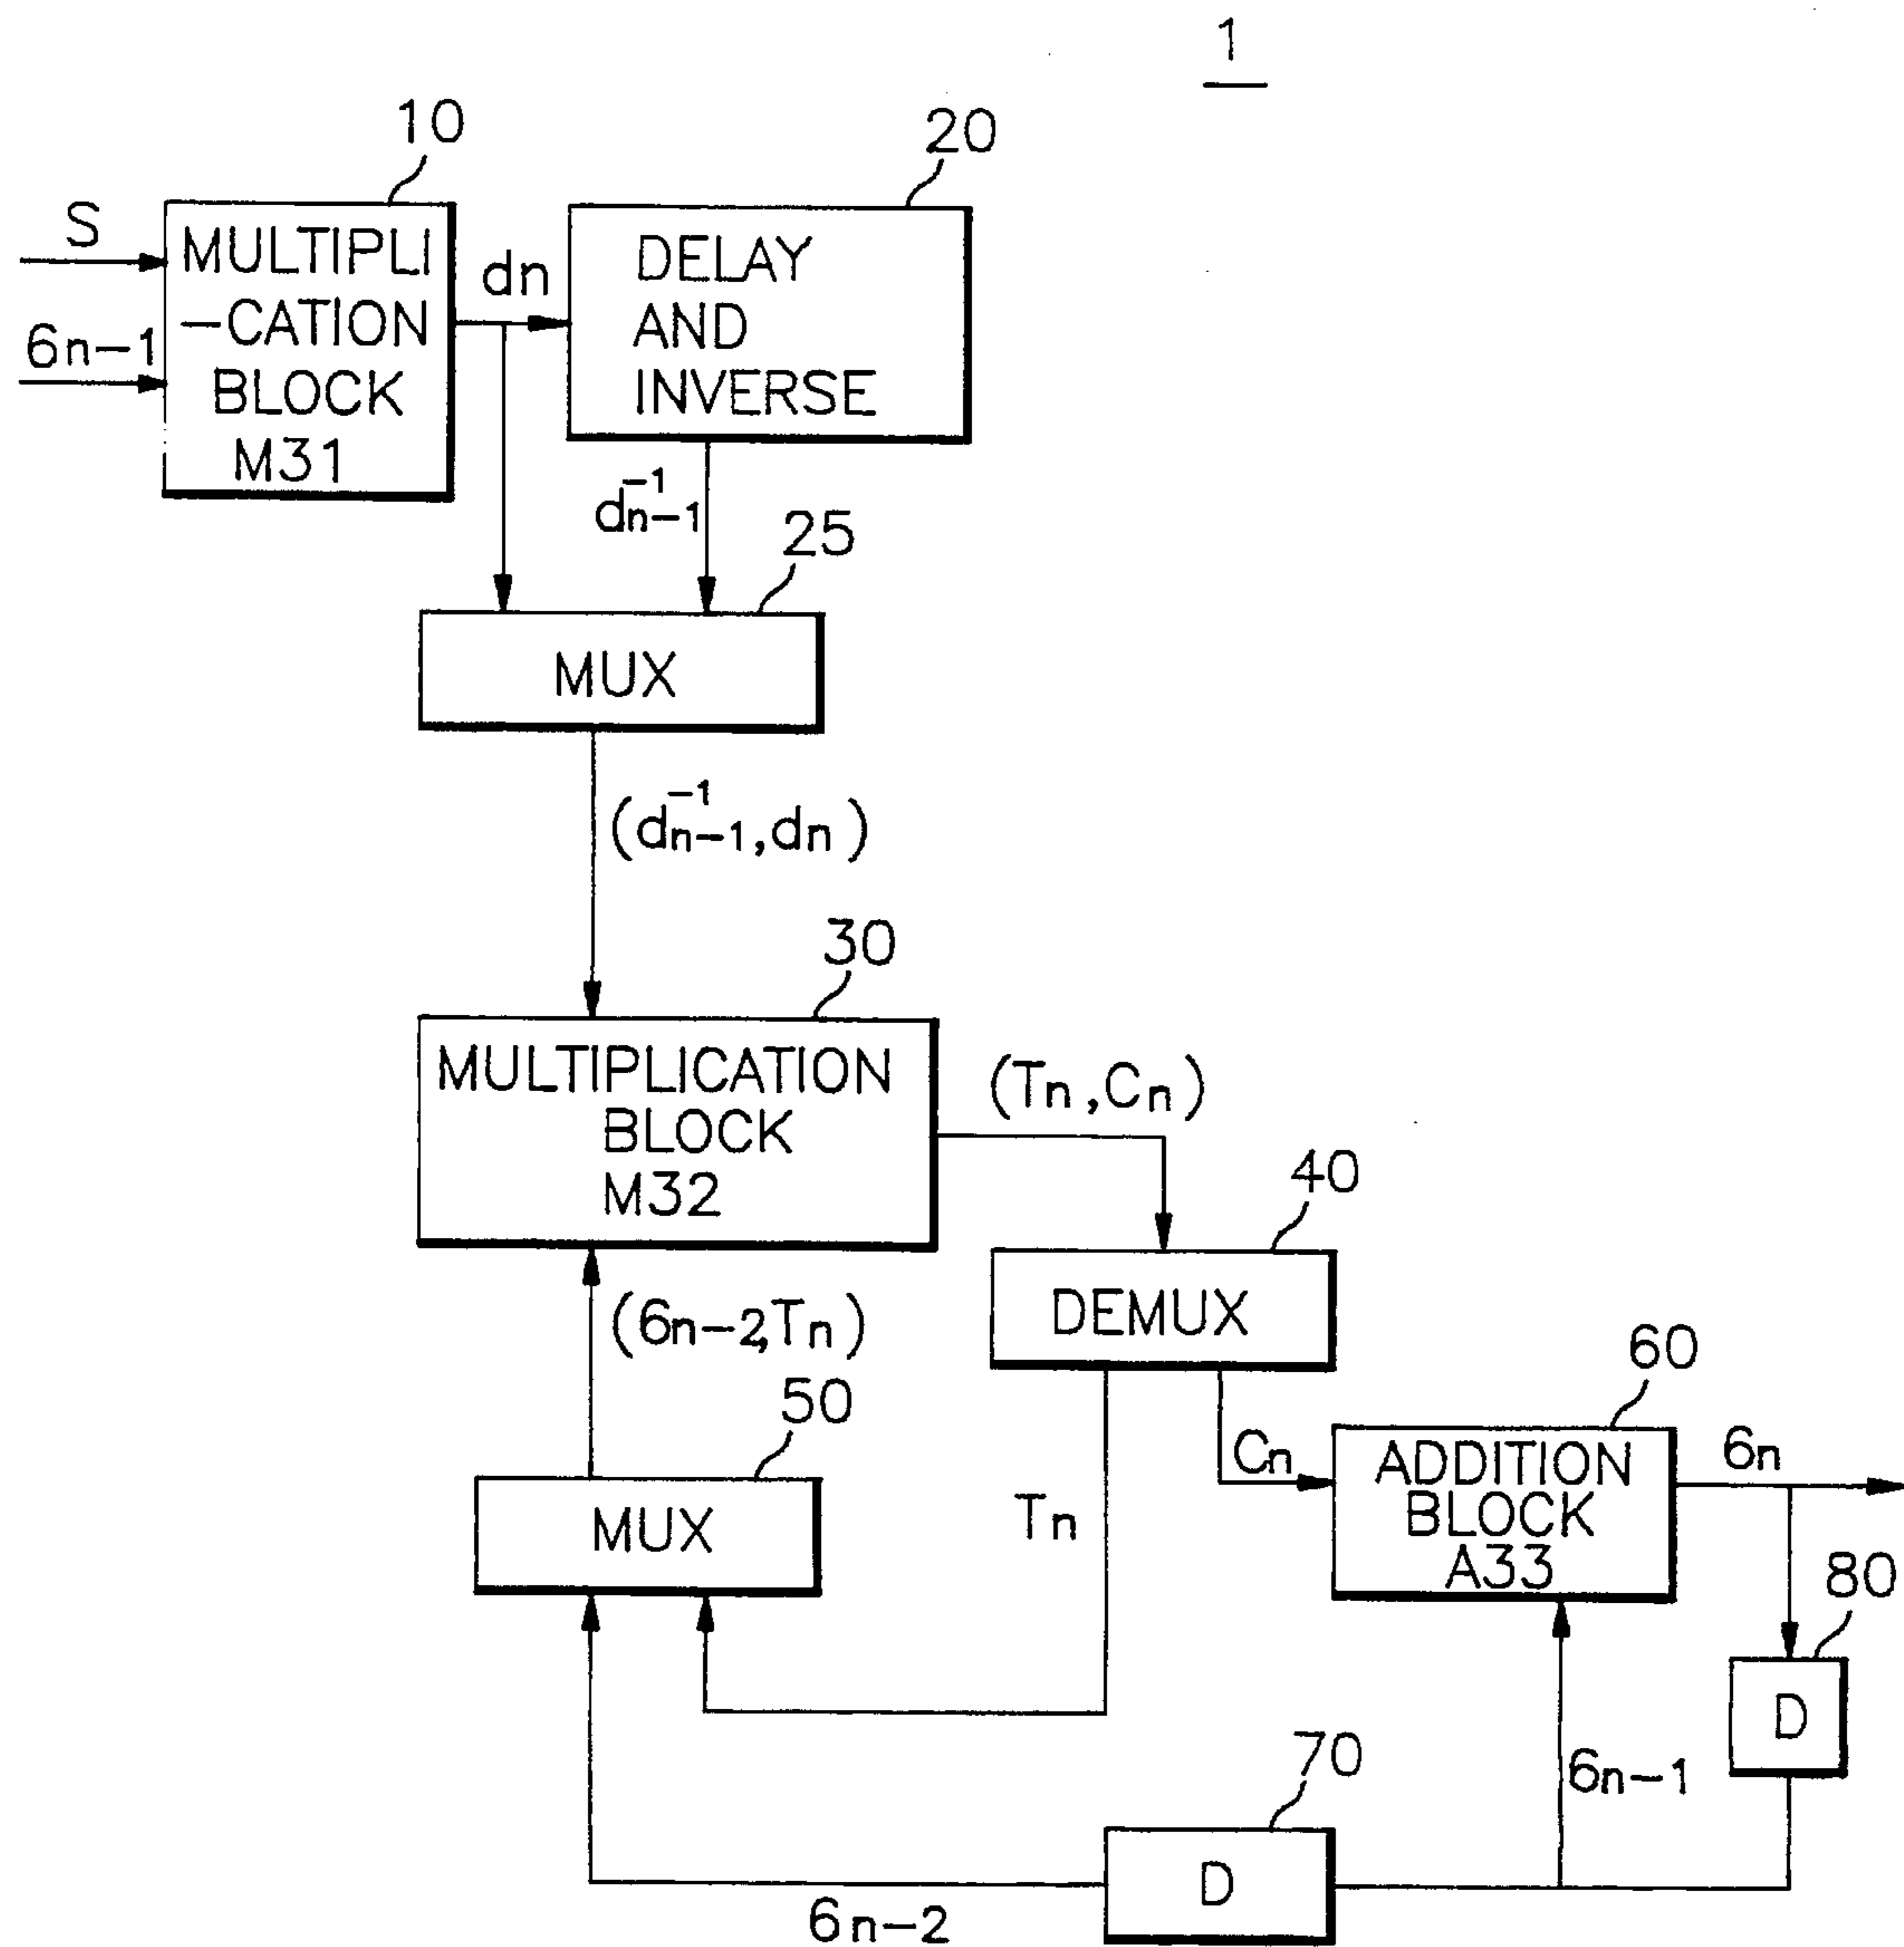 1
10
20
S
6n-1
MULTIPLI
-CATION
BLOCK
M31
dn
DELAY
AND
INVERSE
d⁻¹n-1
25
MUX
(d⁻¹n-1, dn)
30
MULTIPLICATION
BLOCK
M32
(Tn, Cn)
40
DEMUX
(6n-2, Tn)
50
MUX
Tn
Cn
60
ADDITION
BLOCK
A33
6n
80
D
6n-1
70
D
6n-2